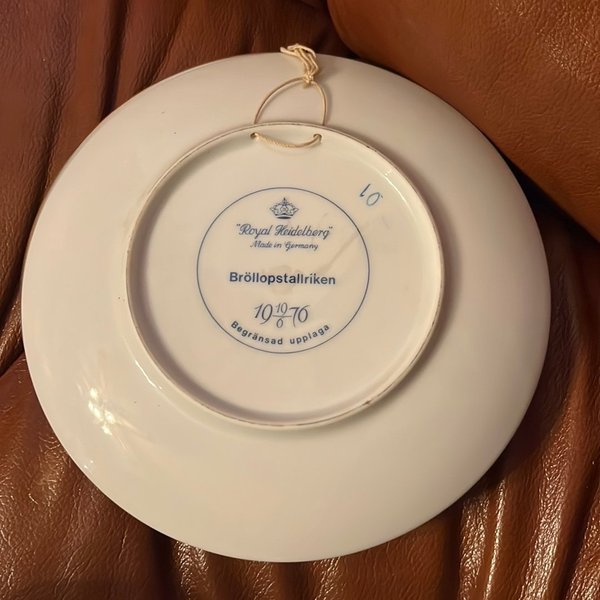 "Royal Heidelberg"
Made in Germany
Bröllopstallriken
19 19/6 76
Begränsad upplaga
10